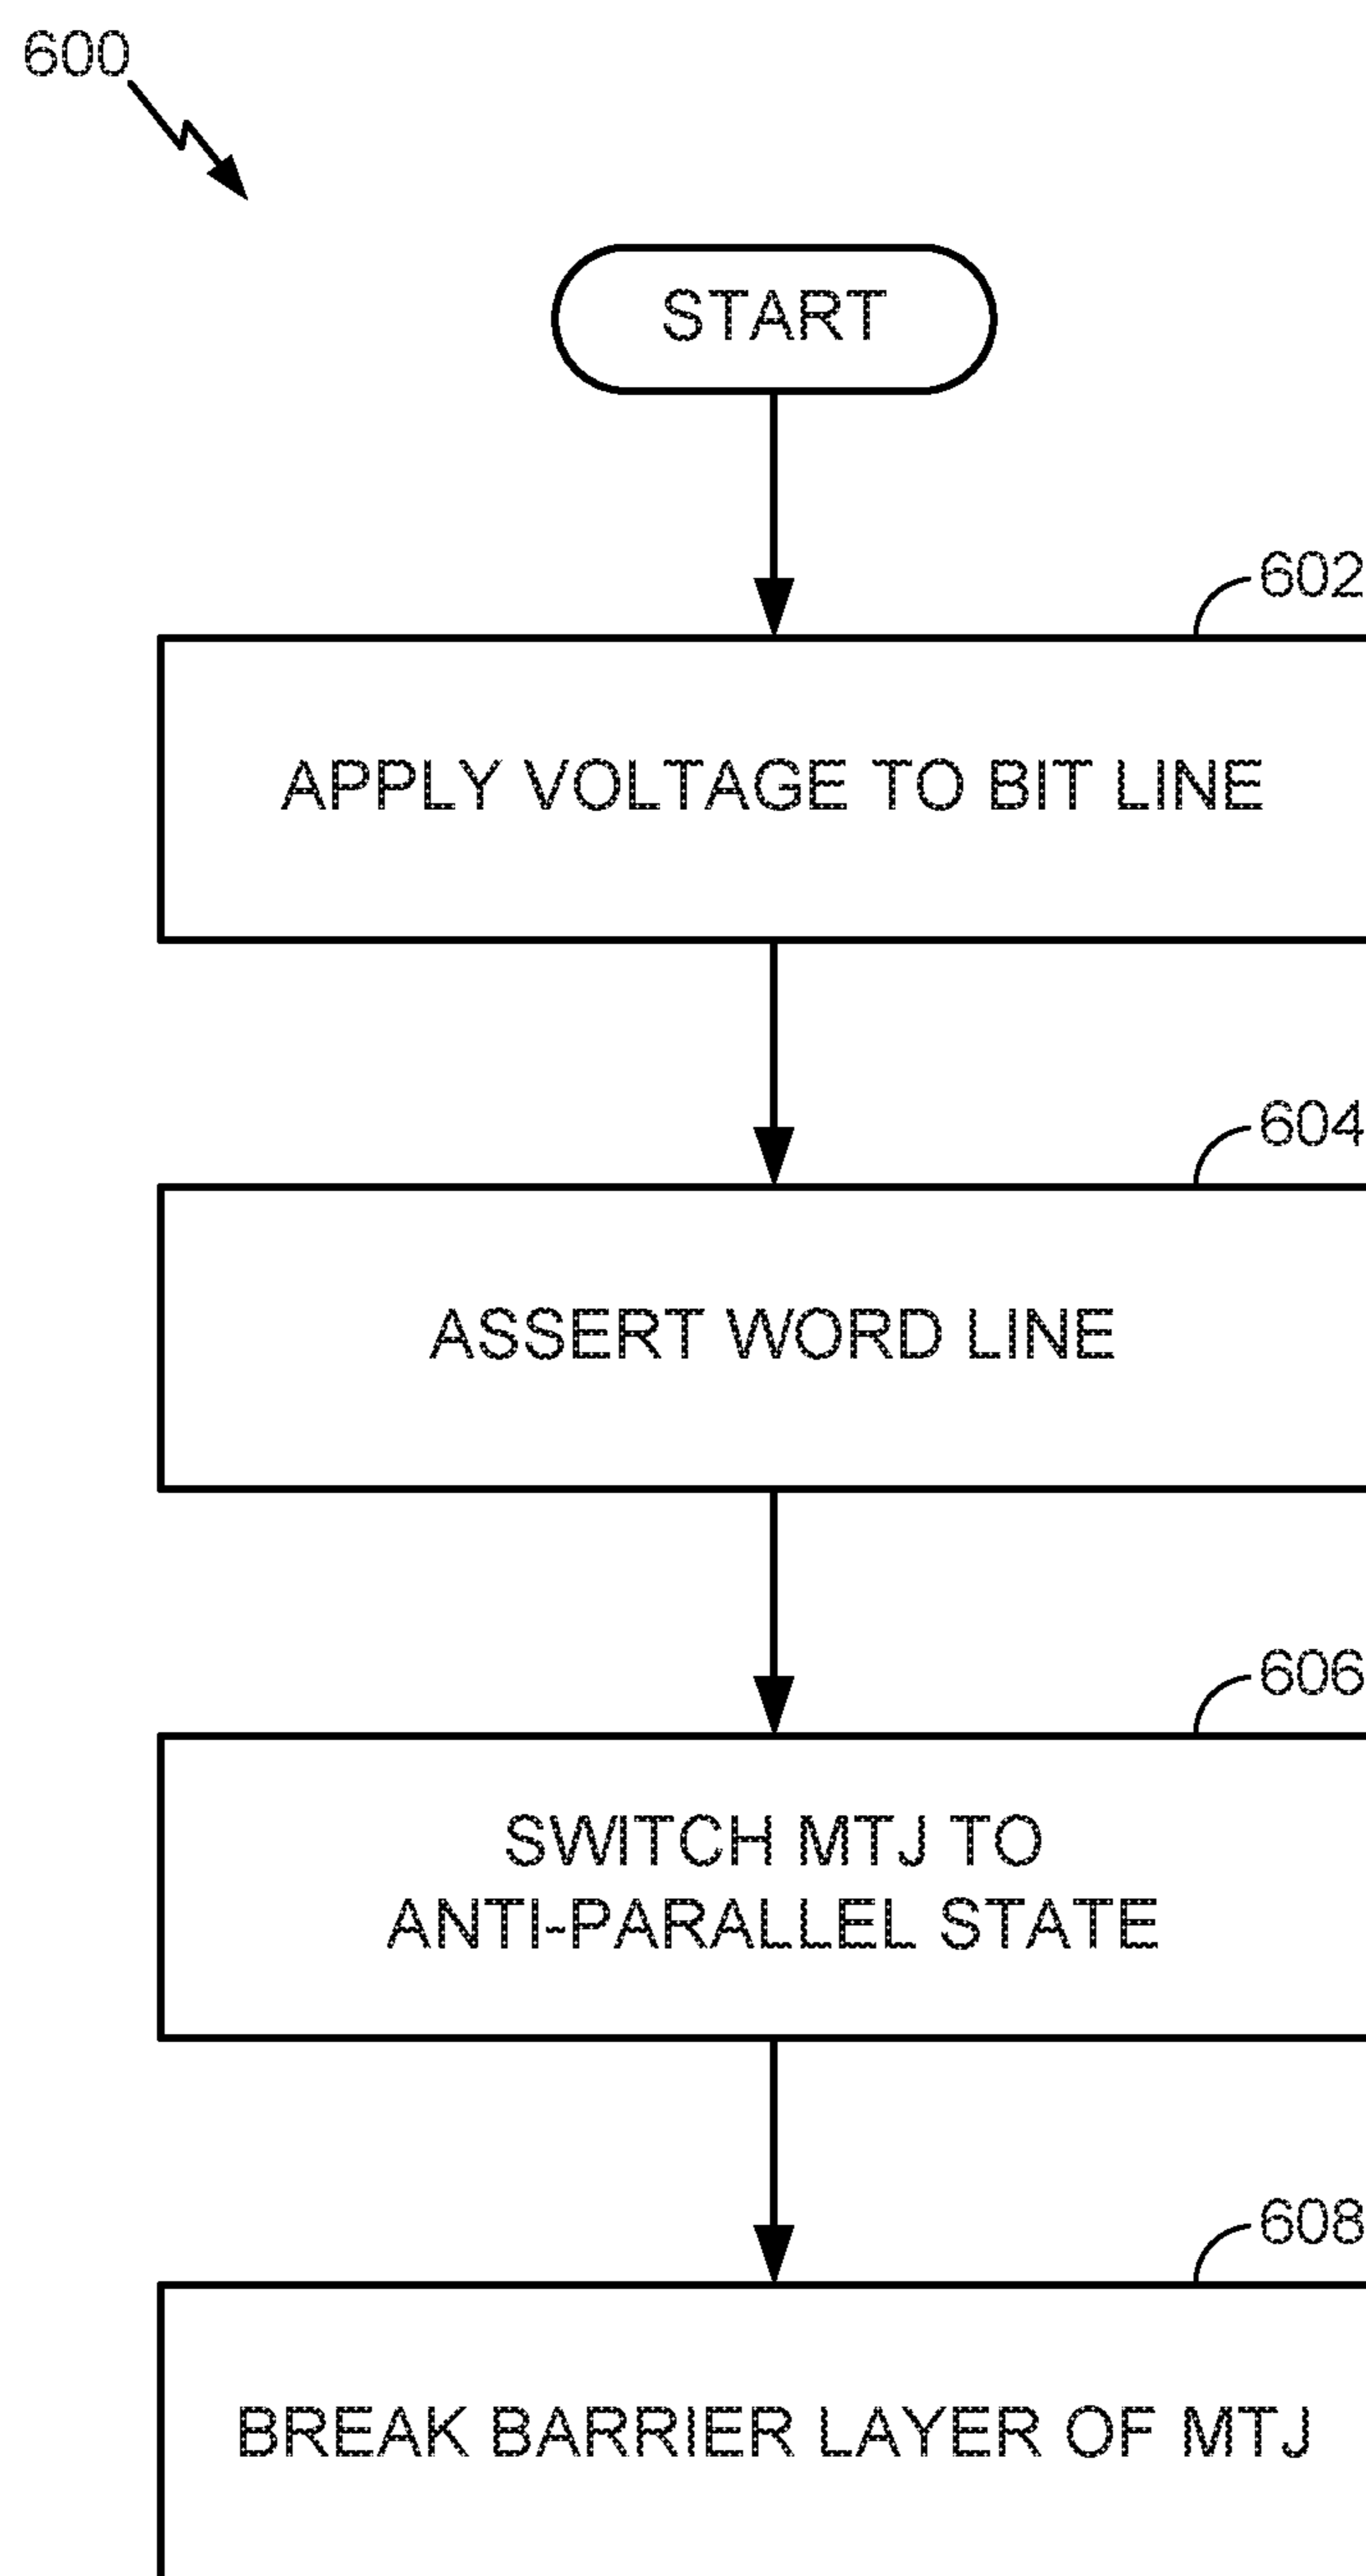 600
START
602
APPLY VOLTAGE TO BIT LINE
604
ASSERT WORD LINE
606
SWITCH MTJ TO
ANTI-PARALLEL STATE
608
BREAK BARRIER LAYER OF MTJ